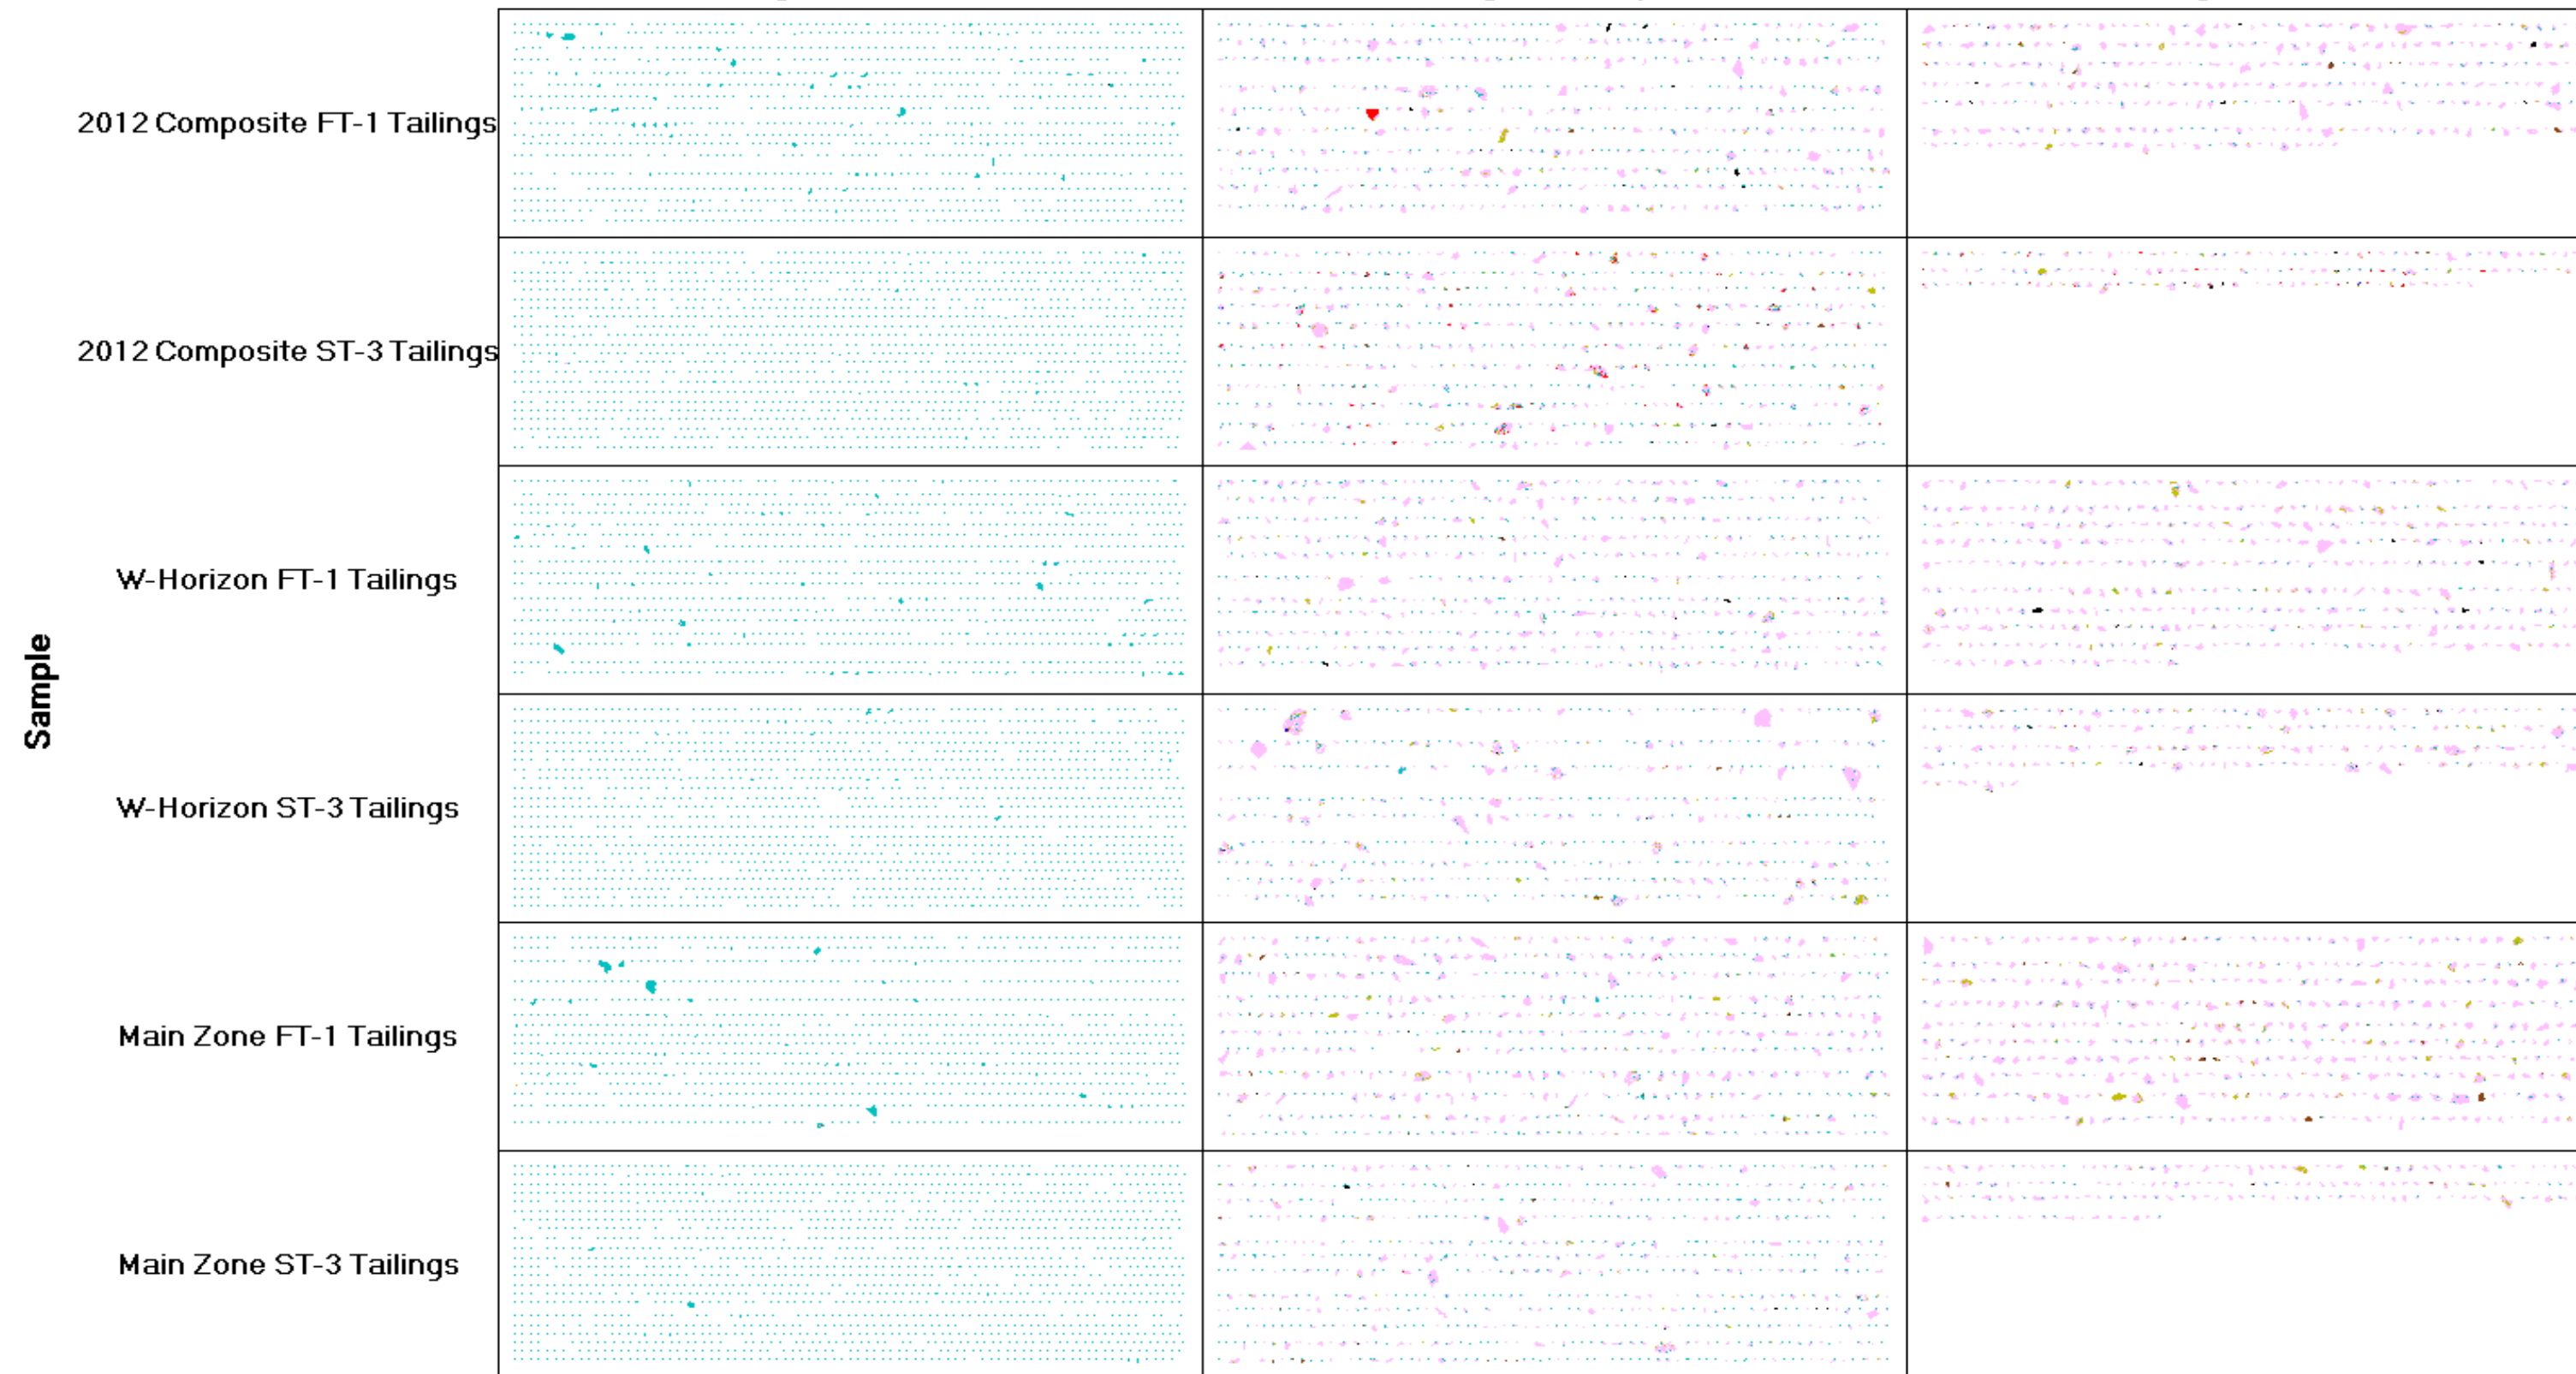 2012 Composite FT-1 Tailings
2012 Composite ST-3 Tailings
W-Horizon FT-1 Tailings
Sample
W-Horizon ST-3 Tailings
Main Zone FT-1 Tailings
Main Zone ST-3 Tailings